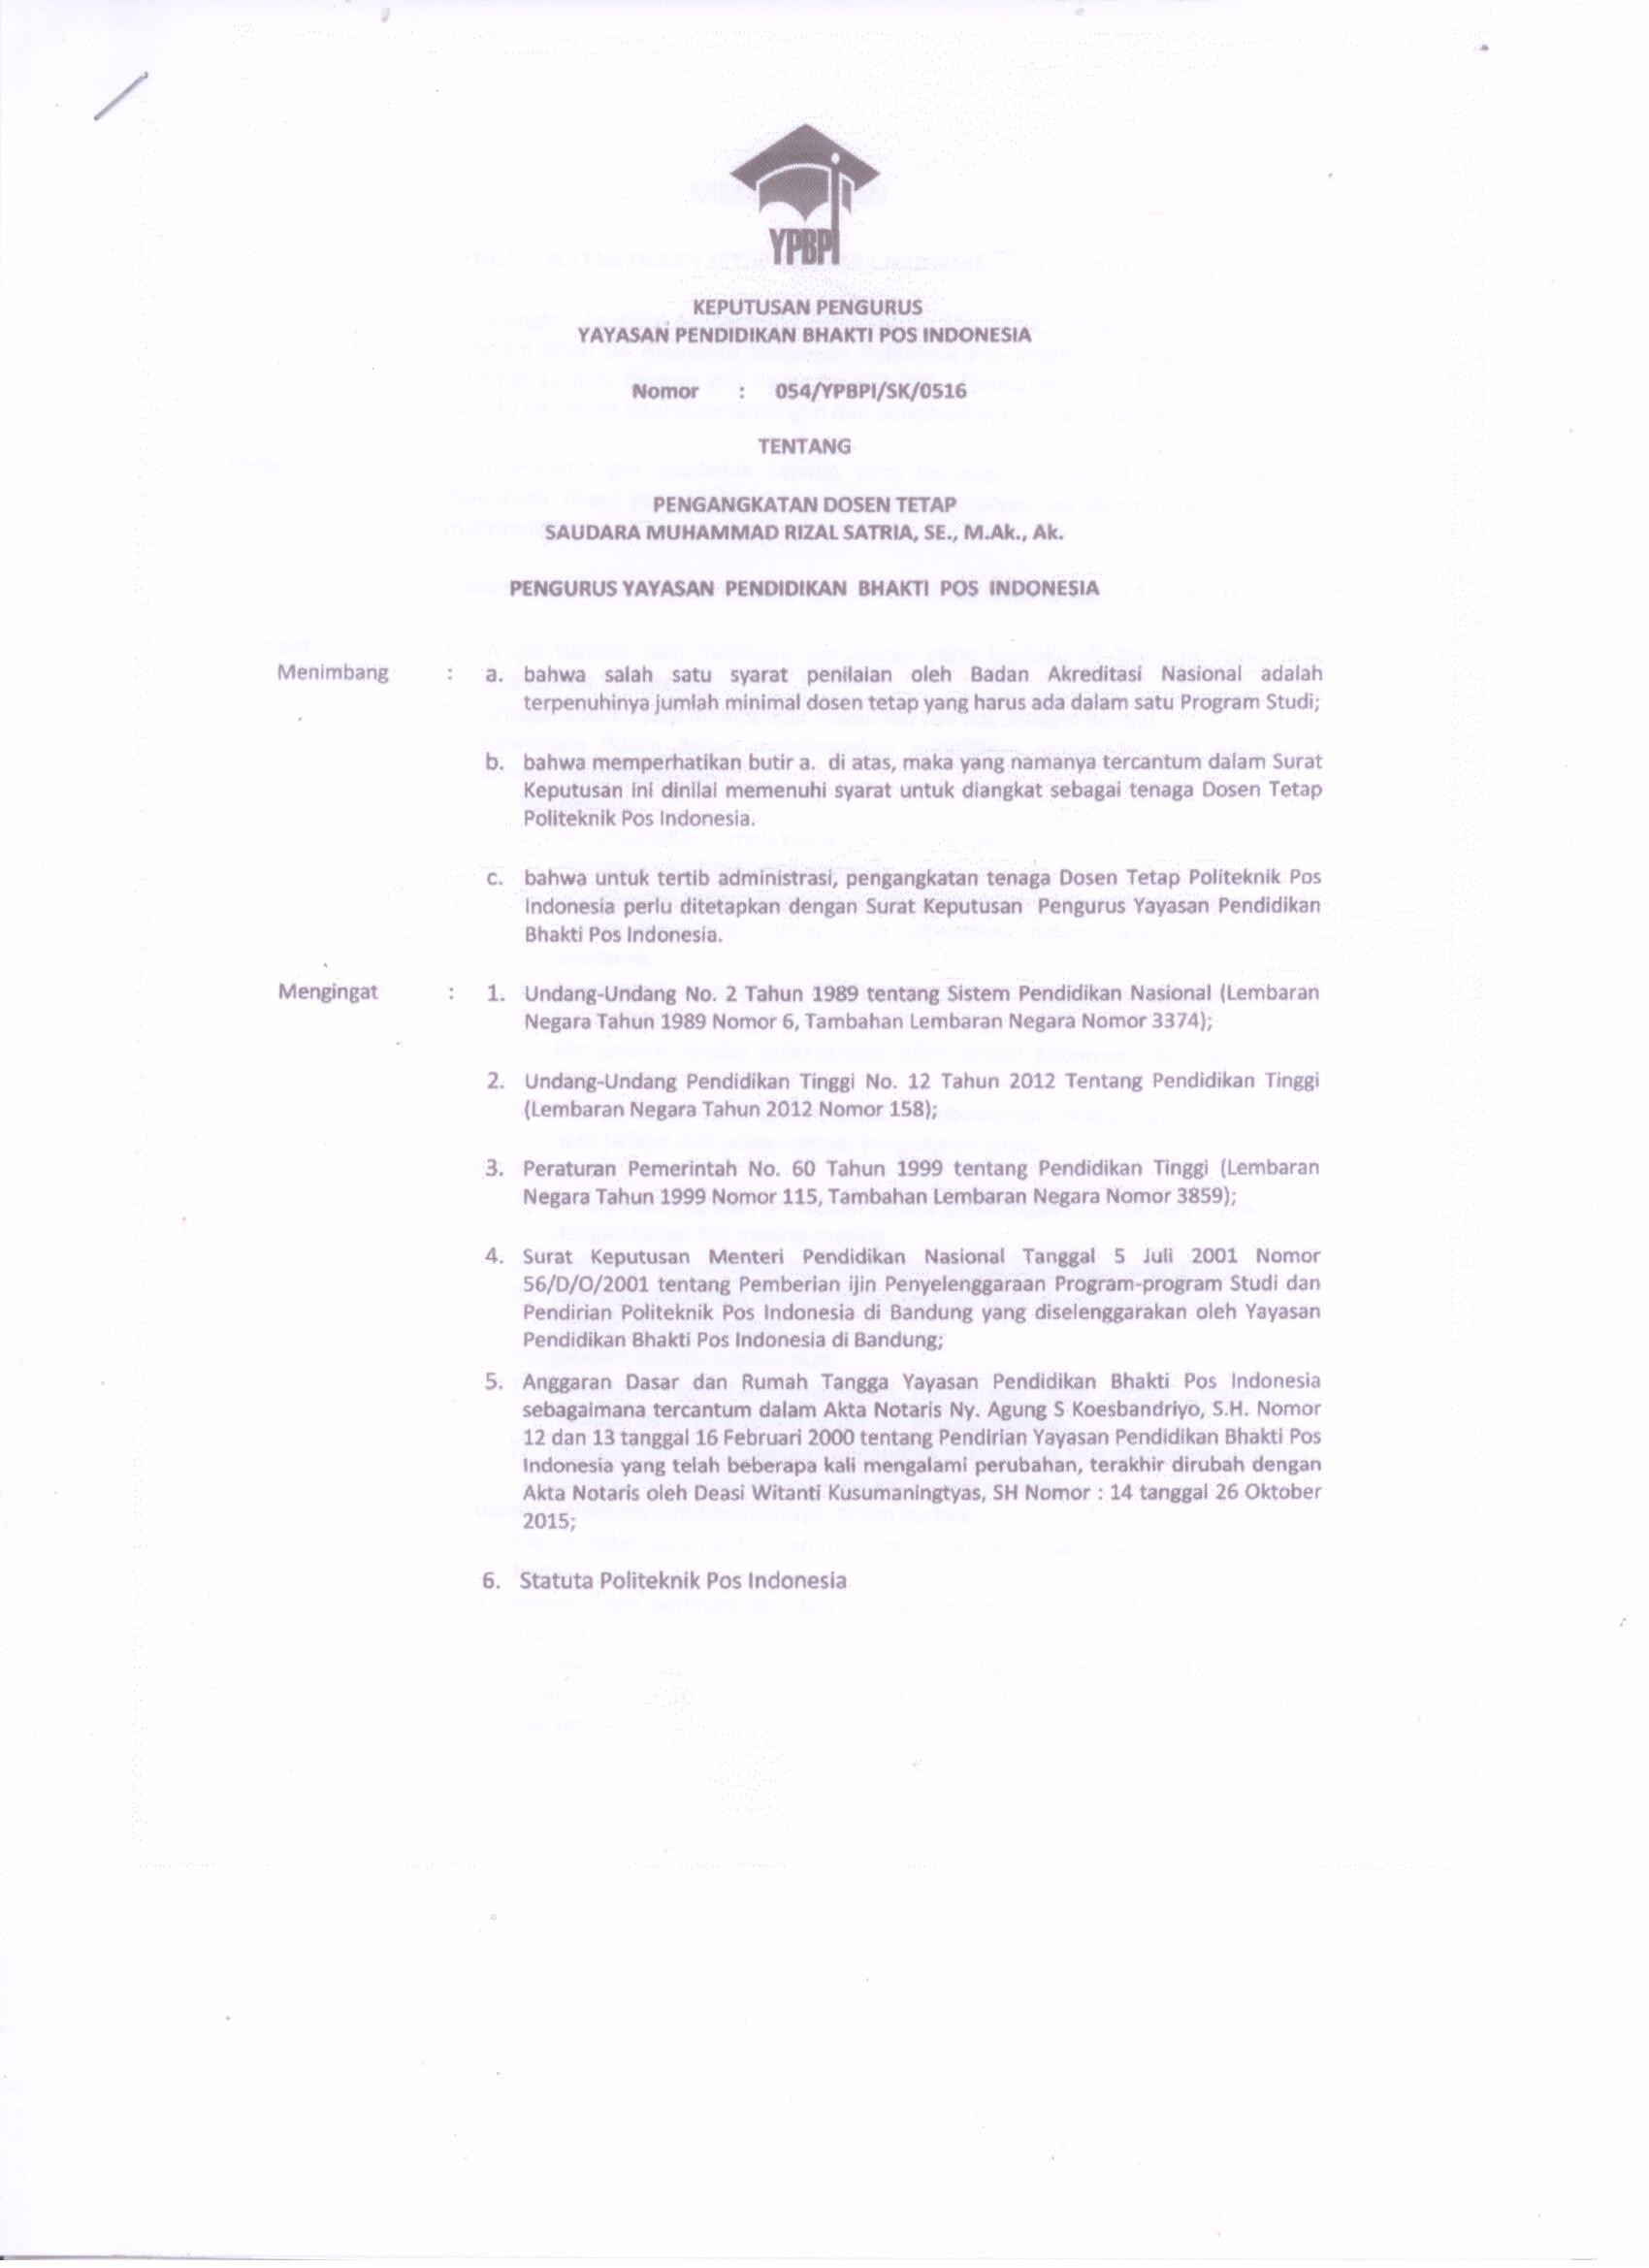 YPBPI
KEPUTUSAN PENGURUS
YAYASAN PENDIDIKAN BHAKTI POS INDONESIA
Nomor : 054/YPBPI/SK/0516
TENTANG
PENGANGKATAN DOSEN TETAP
SAUDARA MUHAMMAD RIZAL SATRIA, SE., M.Ak., Ak.
PENGURUS YAYASAN PENDIDIKAN BHAKTI POS INDONESIA
Menimbang : a. bahwa salah satu syarat penilaian oleh Badan Akreditasi Nasional adalah
terpenuhinya jumlah minimal dosen tetap yang harus ada dalam satu Program Studi;
b. bahwa memperhatikan butir a. di atas, maka yang namanya tercantum dalam Surat
Keputusan ini dinilai memenuhi syarat untuk diangkat sebagai tenaga Dosen Tetap
Politeknik Pos Indonesia.
c. bahwa untuk tertib administrasi, pengangkatan tenaga Dosen Tetap Politeknik Pos
Indonesia perlu ditetapkan dengan Surat Keputusan Pengurus Yayasan Pendidikan
Bhakti Pos Indonesia.
Mengingat : 1. Undang-Undang No. 2 Tahun 1989 tentang Sistem Pendidikan Nasional (Lembaran
Negara Tahun 1989 Nomor 6, Tambahan Lembaran Negara Nomor 3374);
2. Undang-Undang Pendidikan Tinggi No. 12 Tahun 2012 Tentang Pendidikan Tinggi
(Lembaran Negara Tahun 2012 Nomor 158);
3. Peraturan Pemerintah No. 60 Tahun 1999 tentang Pendidikan Tinggi (Lembaran
Negara Tahun 1999 Nomor 115, Tambahan Lembaran Negara Nomor 3859);
4. Surat Keputusan Menteri Pendidikan Nasional Tanggal 5 Juli 2001 Nomor
56/D/O/2001 tentang Pemberian ijin Penyelenggaraan Program-program Studi dan
Pendirian Politeknik Pos Indonesia di Bandung yang diselenggarakan oleh Yayasan
Pendidikan Bhakti Pos Indonesia di Bandung;
5. Anggaran Dasar dan Rumah Tangga Yayasan Pendidikan Bhakti Pos Indonesia
sebagaimana tercantum dalam Akta Notaris Ny. Agung S Koesbandriyo, S.H. Nomor
12 dan 13 tanggal 16 Februari 2000 tentang Pendirian Yayasan Pendidikan Bhakti Pos
Indonesia yang telah beberapa kali mengalami perubahan, terakhir dirubah dengan
Akta Notaris oleh Deasi Witanti Kusumaningtyas, SH Nomor : 14 tanggal 26 Oktober
2015;
6. Statuta Politeknik Pos Indonesia